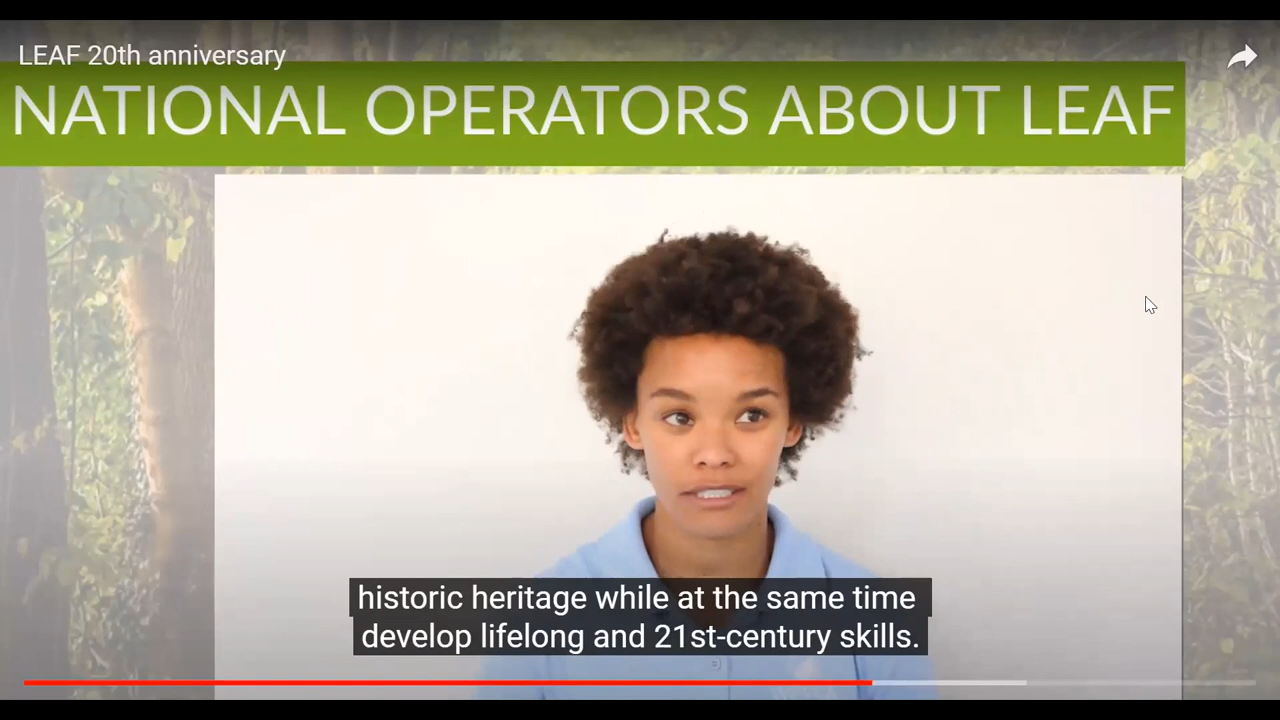 LEAF 20th anniversary
NATIONAL OPERATORS ABOUT LEAF
historic heritage while at the same time
develop lifelong and 21st-century skills.